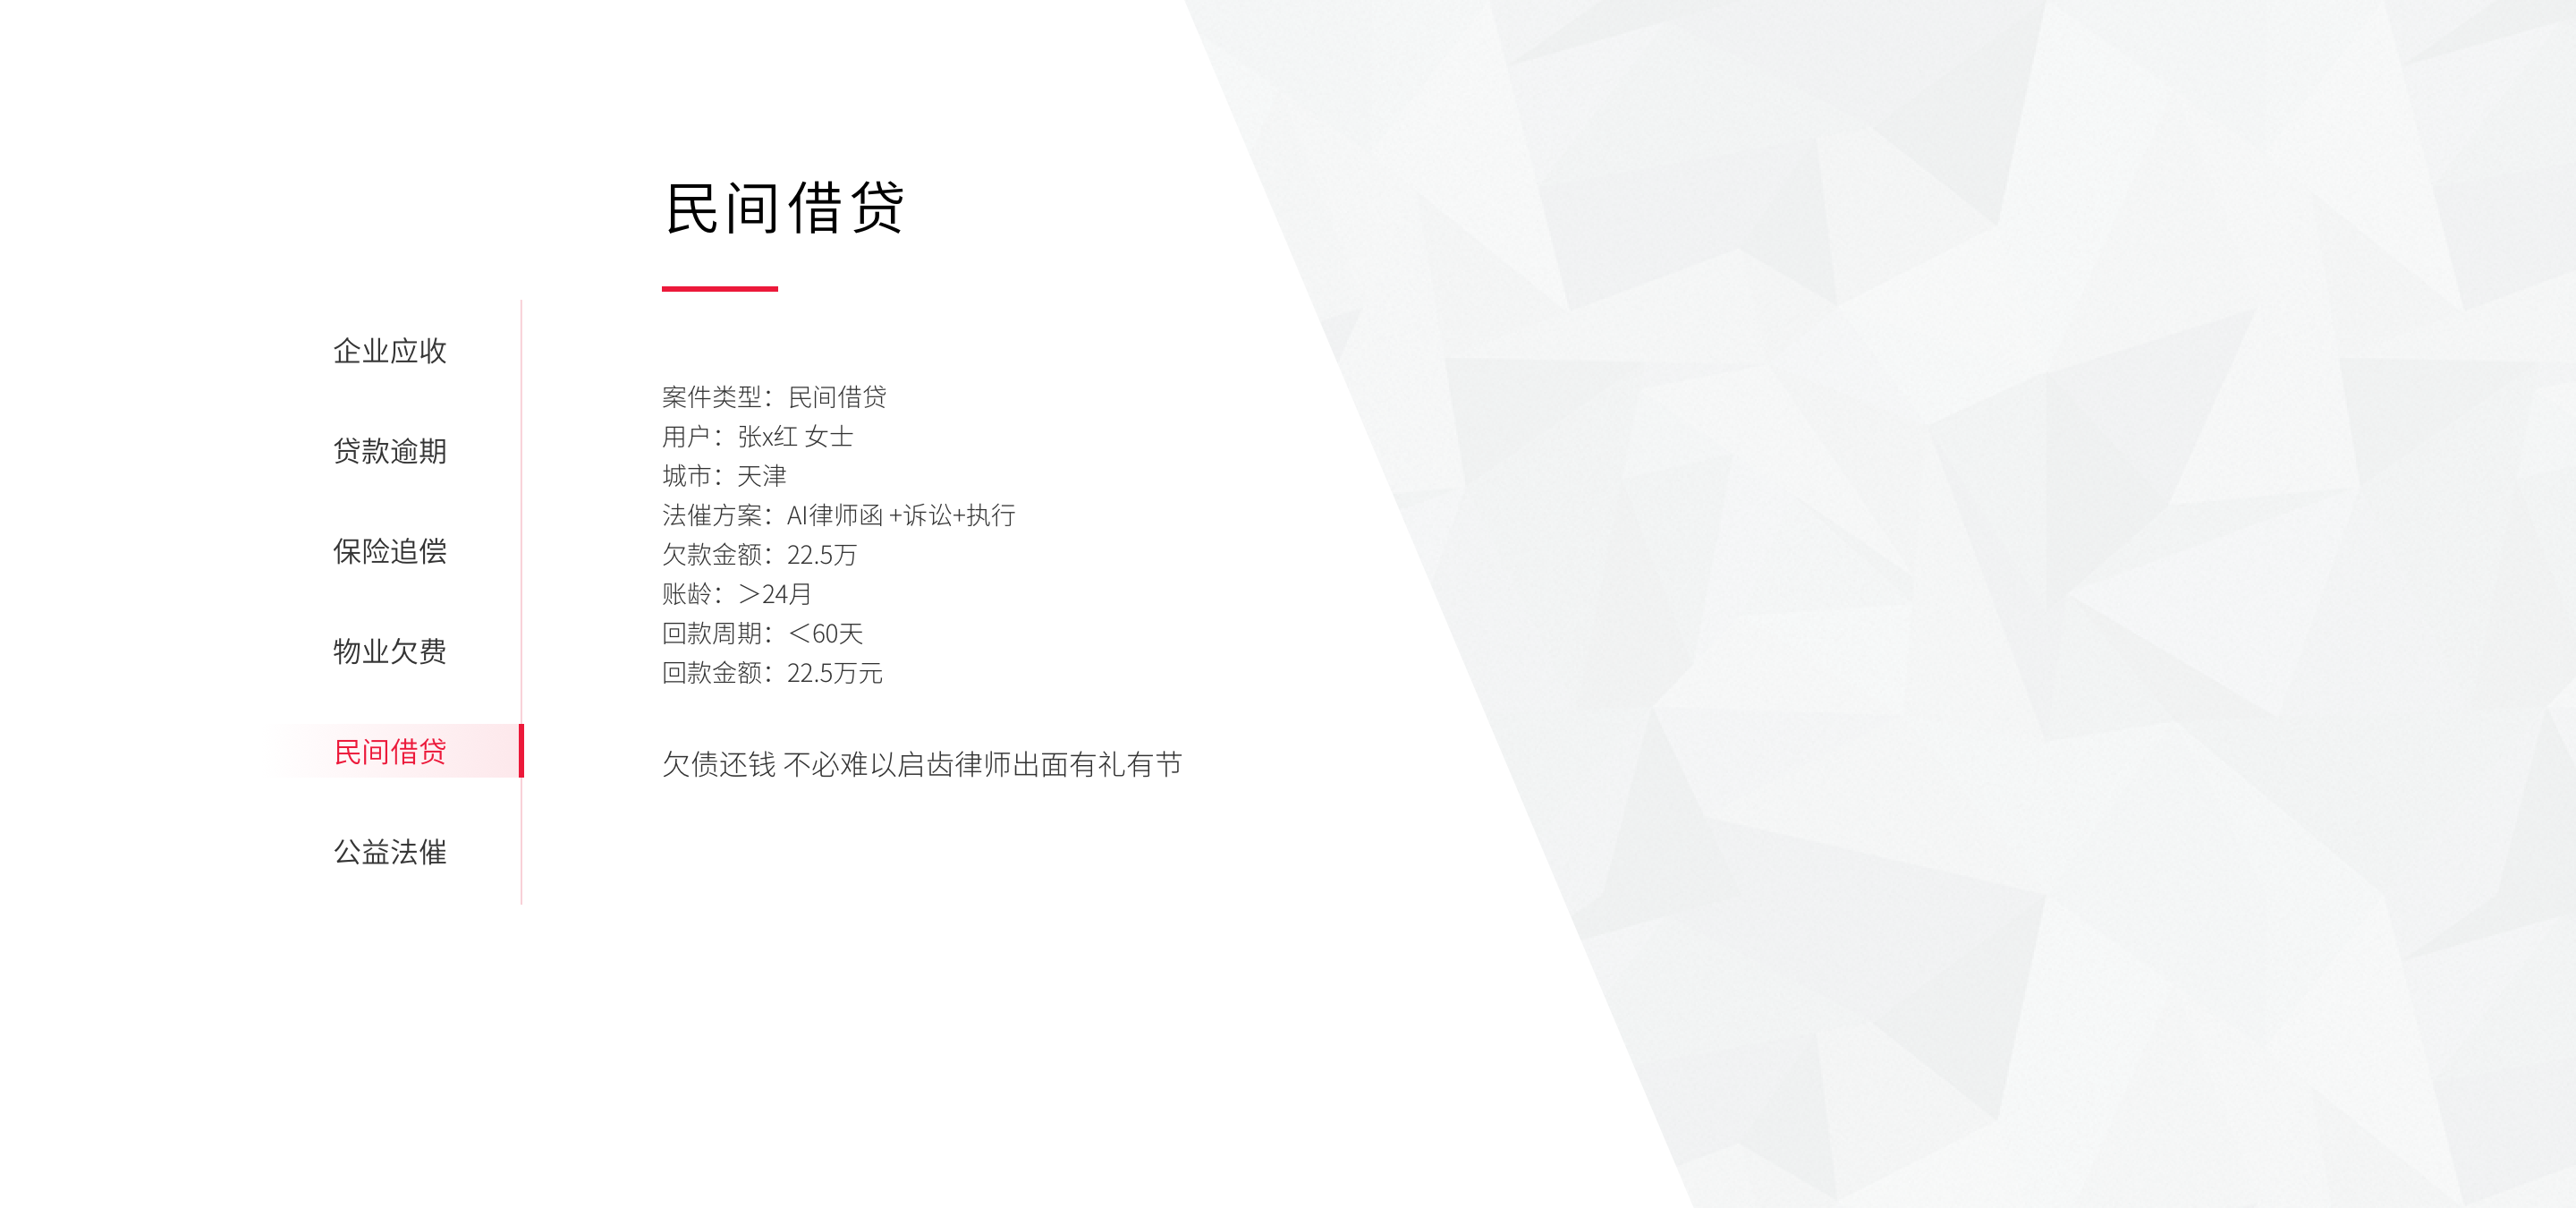 民间借贷
企业应收
贷款逾期
保险追偿
物业欠费
民间借贷
公益法催
案件类型：民间借贷
用户：张x红 女士
城市：天津
法催方案：AI律师函 +诉讼+执行
欠款金额：22.5万
账龄：＞24月
回款周期：＜60天
回款金额：22.5万元
欠债还钱 不必难以启齿律师出面有礼有节